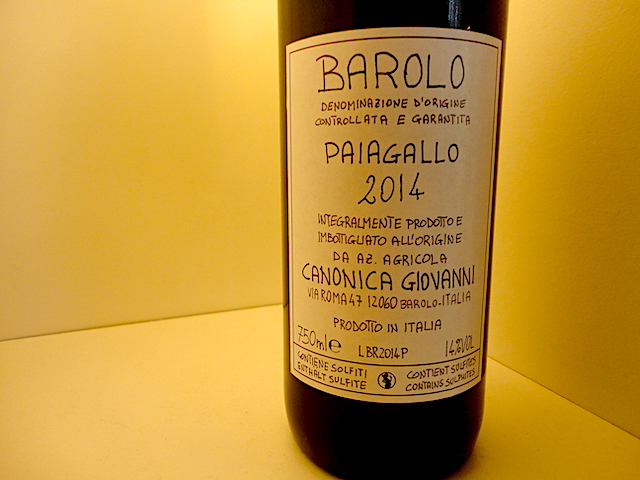 BAROLO
DENOMINAZIONE D'ORIGINE
CONTROLLATA E GARANTITA
PAIAGALLO
2014
INTEGRALMENTE PRODOTTO E
IMBOTTIGLIATO ALL'ORIGINE
DA AZ. AGRICOLA
CANONICA GIOVANNI
VIA ROMA 47 12060 BAROLO-ITALIA
PRODOTTO IN ITALIA
750ml e LBR2014P 14%VOL
CONTIENE SOLFITI CONTIENT SULFITES
ENTHALT SULFITE CONTAINS SULPHITES